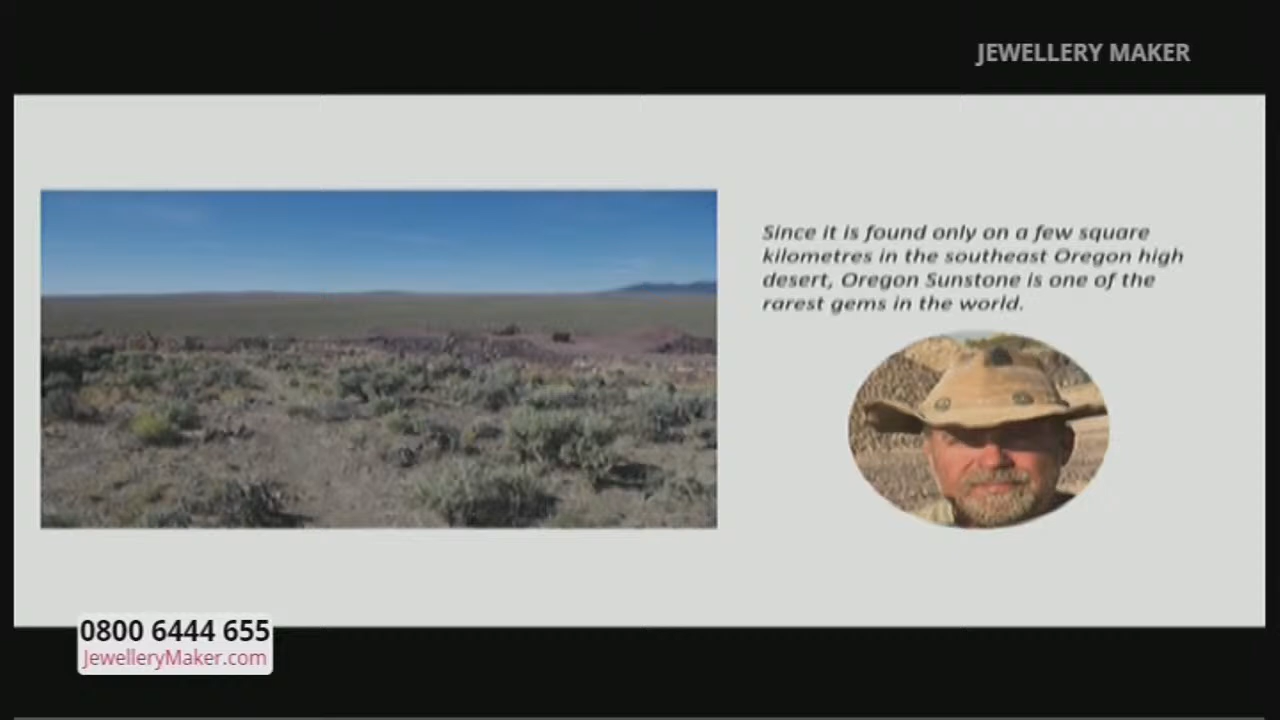 JEWELLERY MAKER
Since it is found only on a few square
kilometres in the southeast Oregon high
desert, Oregon Sunstone is one of the
rarest gems in the world.
0800 6444 655
JewelleryMaker.com